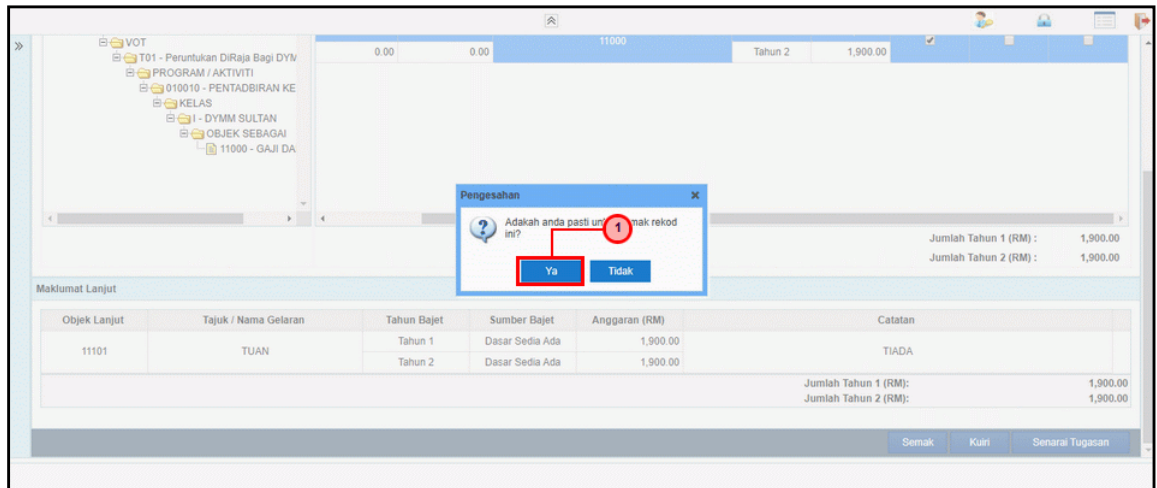 VOT
T01 - Peruntukan DiRaja Bagi DYM
PROGRAM / AKTIVITI
010010 - PENTADBIRAN KE
KELAS
I - DYMM SULTAN
OBJEK SEBAGAI
11000 - GAJI DA
0.00 0.00 11000 Tahun 2 1,900.00
Pengesahan
Adakah anda pasti rekod
ini?
1
Ya Tidak
Jumlah Tahun 1 (RM) : 1,900.00
Jumlah Tahun 2 (RM) : 1,900.00
Maklumat Lanjut
Objek Lanjut Tajuk / Nama Gelaran Tahun Bajet Sumber Bajet Anggaran (RM) Catatan
11101 TUAN Tahun 1 Dasar Sedia Ada 1,900.00 TIADA
Tahun 2 Dasar Sedia Ada 1,900.00
Jumlah Tahun 1 (RM): 1,900.00
Jumlah Tahun 2 (RM): 1,900.00
Semak Kuiri Senarai Tugasan